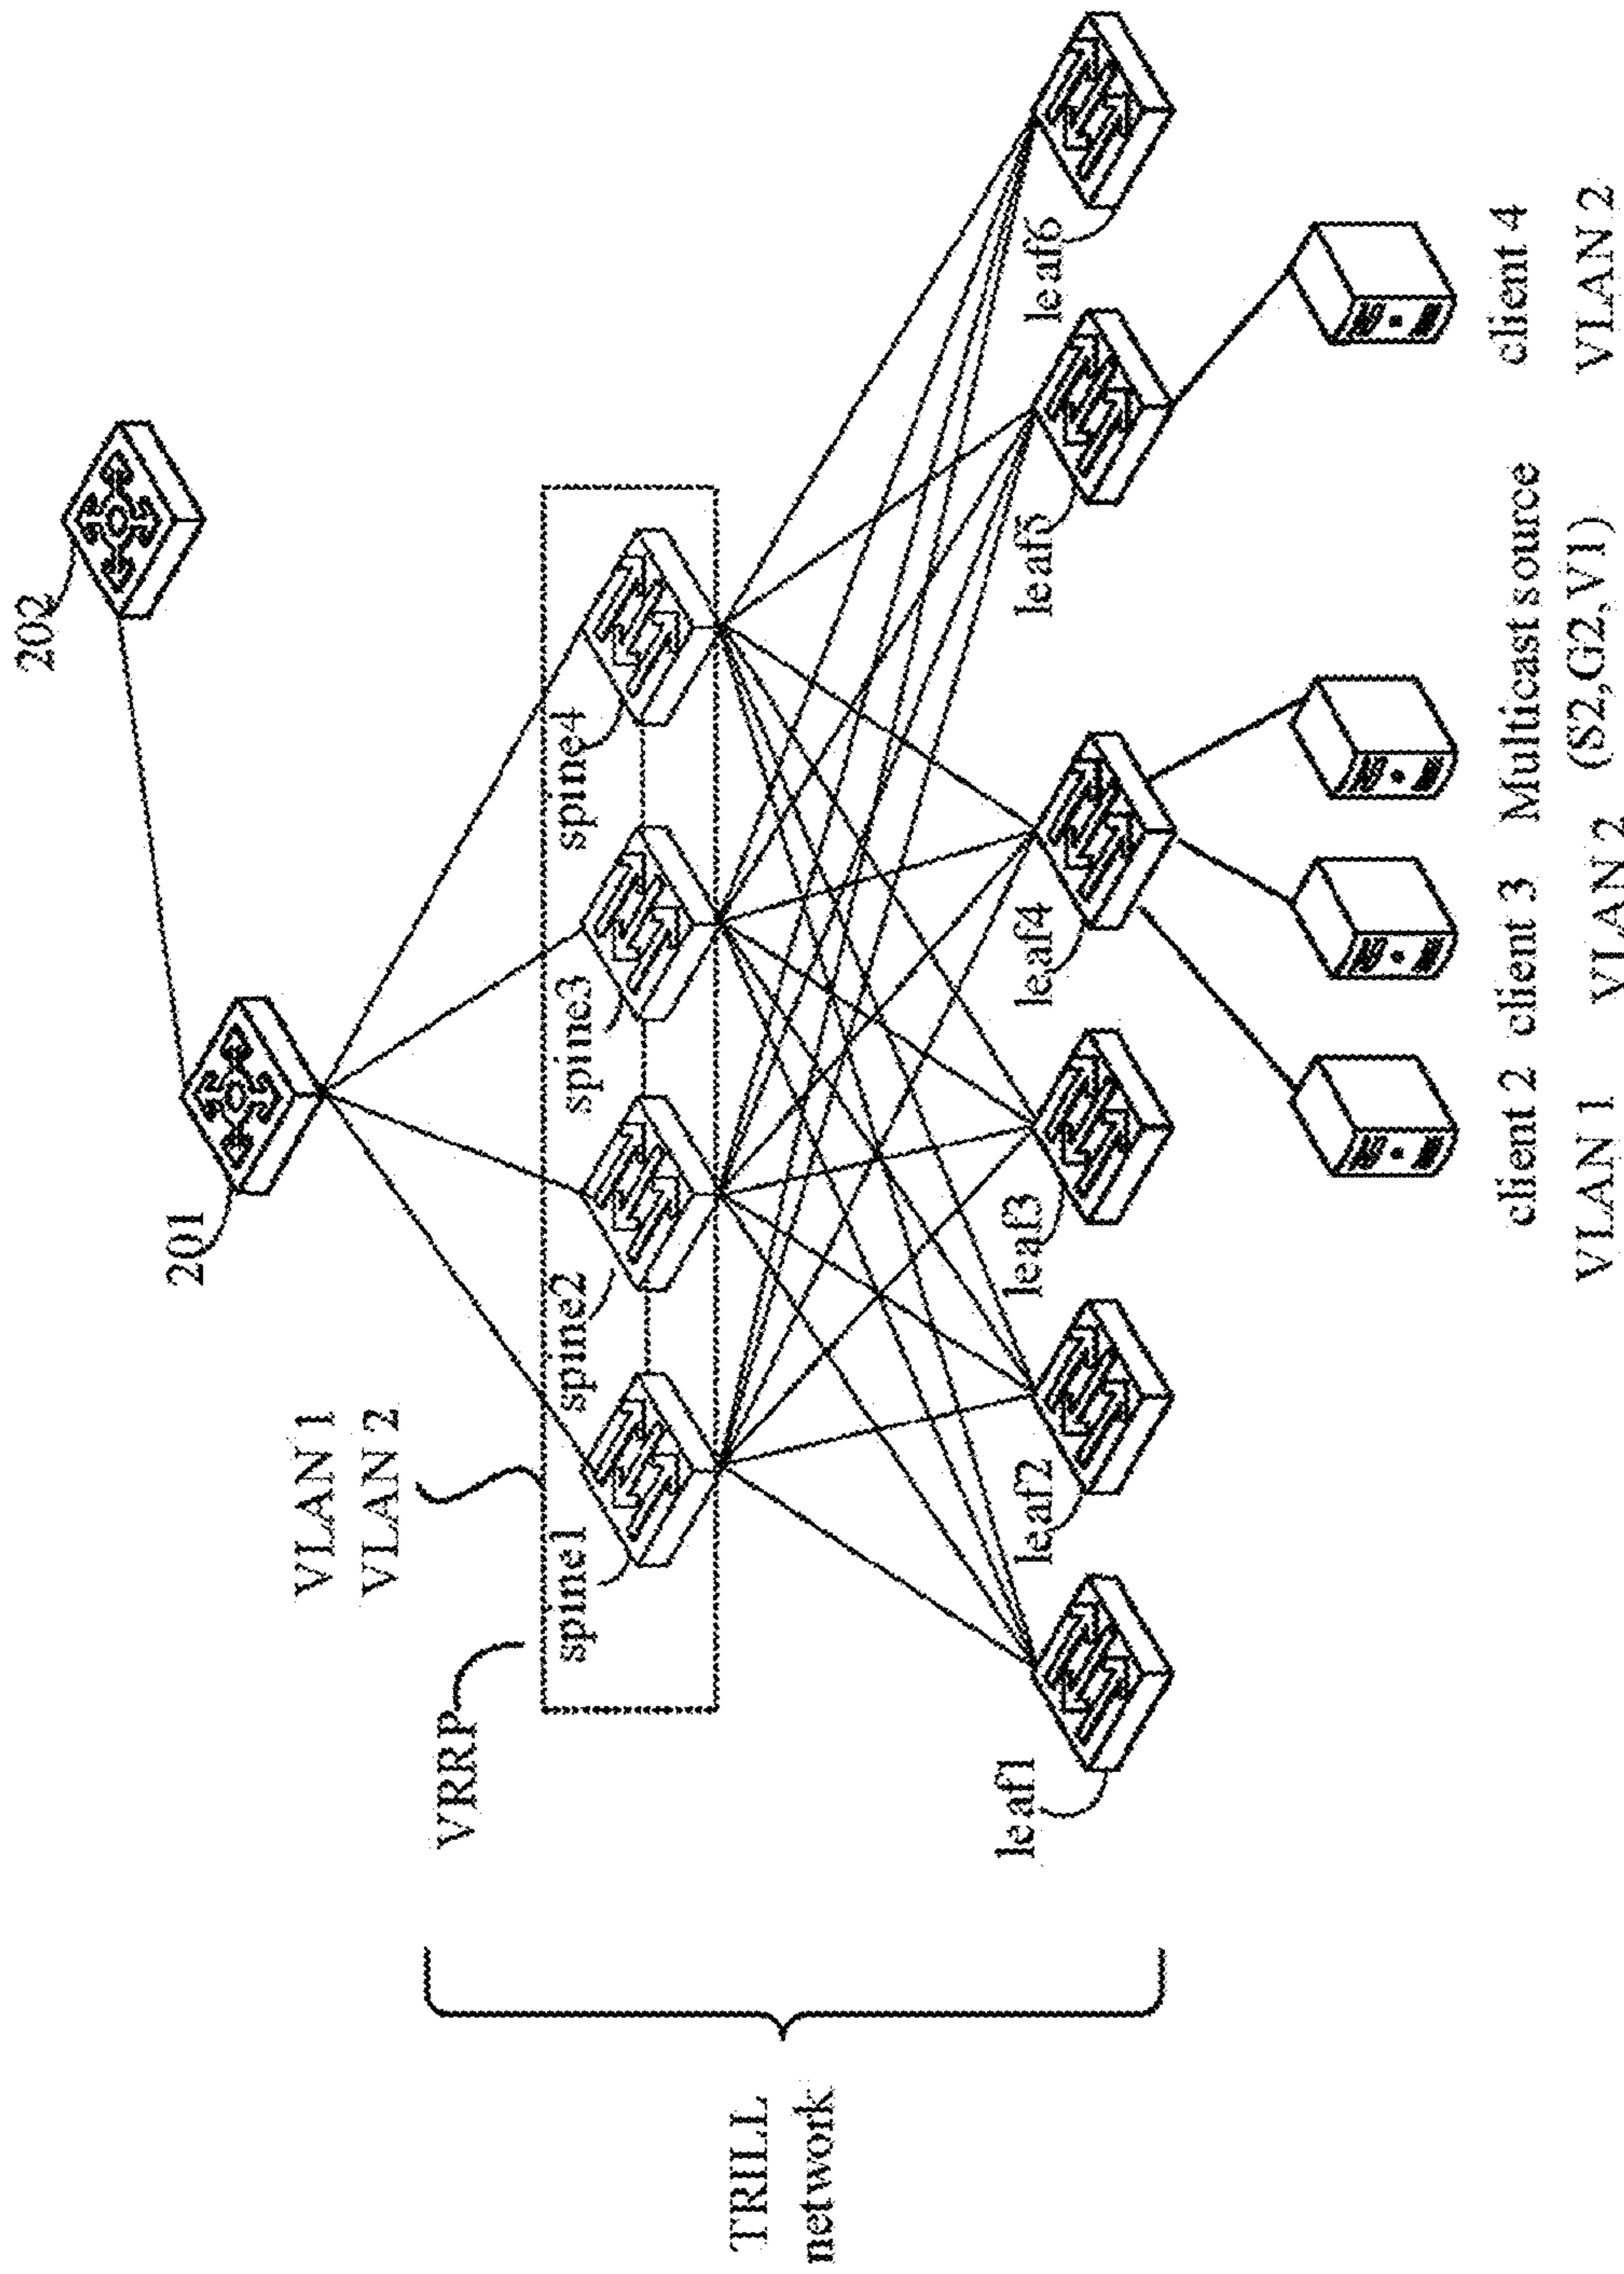 202
201
VLAN 1
VLAN 2
VRRP
spine1
spine2
spine3
spine4
TRILL
network
leaf1
leaf2
leaf3
leaf4
leaf5
leaf6
client 2 client 3 Multicast source client 4
VLAN 1 VLAN 2 (S2,G2,V1) VLAN 2